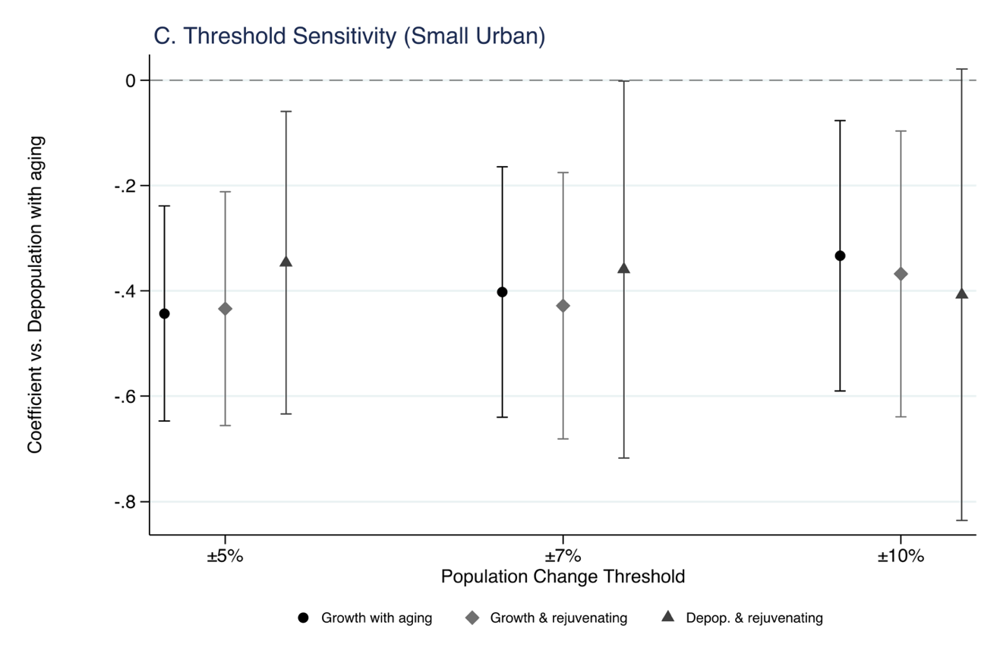 C. Threshold Sensitivity (Small Urban)
Coefficient vs. Depopulation with aging
0
-.2
-.4
-.6
-.8
±5% ±7% ±10%
Population Change Threshold
Growth with aging Growth & rejuvenating Depop. & rejuvenating